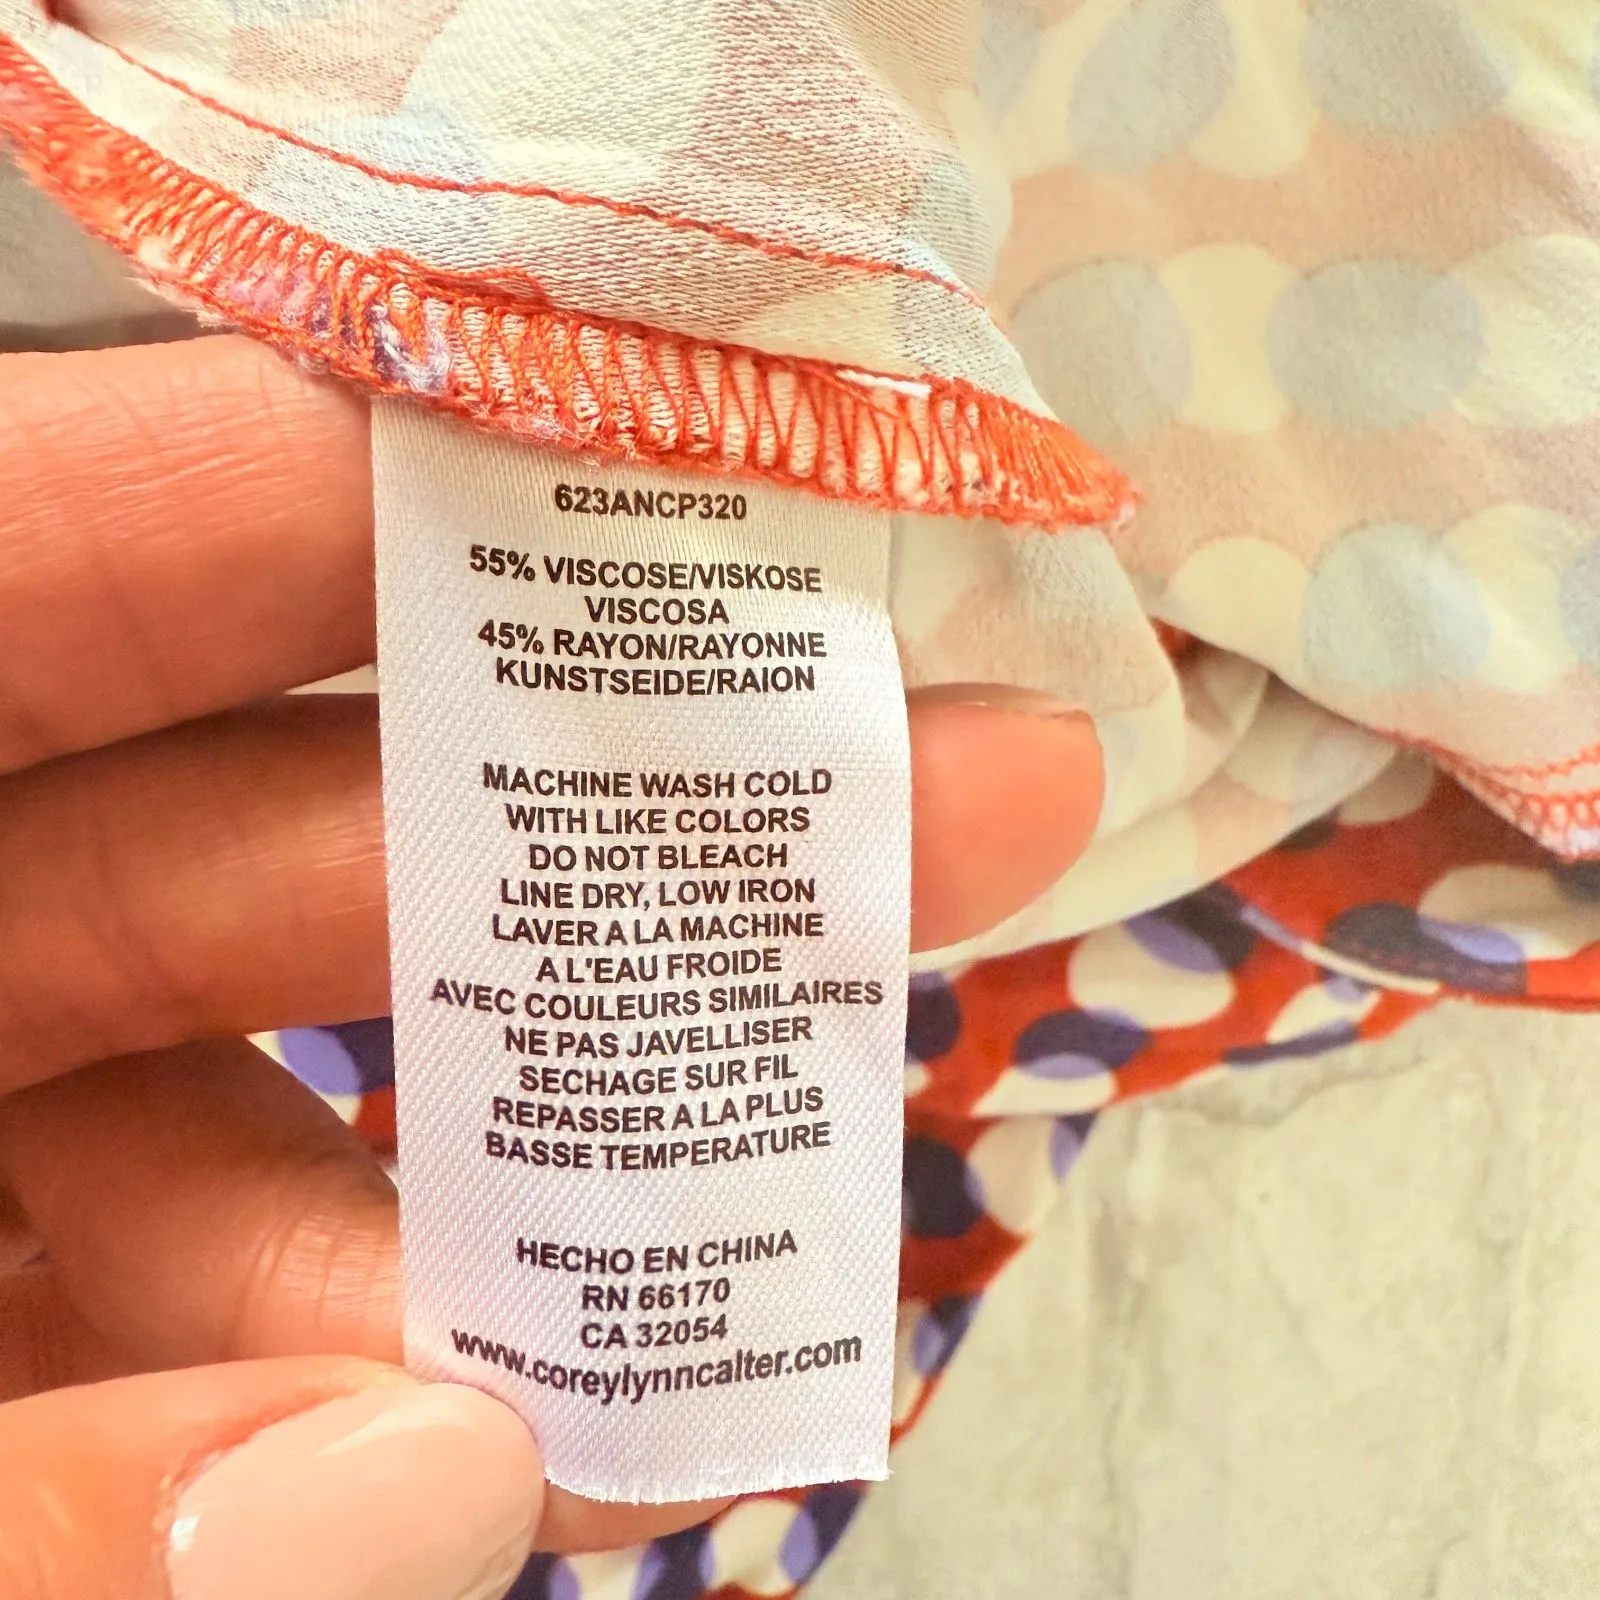 623ANCP320
55% VISCOSE/VISKOSE
VISCOSA
45% RAYON/RAYONNE
KUNSTSEIDE/RAION
MACHINE WASH COLD
WITH LIKE COLORS
DO NOT BLEACH
LINE DRY, LOW IRON
LAVER A LA MACHINE
A L'EAU FROIDE
AVEC COULEURS SIMILAIRES
NE PAS JAVELLISER
SECHAGE SUR FIL
REPASSER A LA PLUS
BASSE TEMPERATURE
HECHO EN CHINA
RN 66170
CA 32054
www.coreylynncalter.com